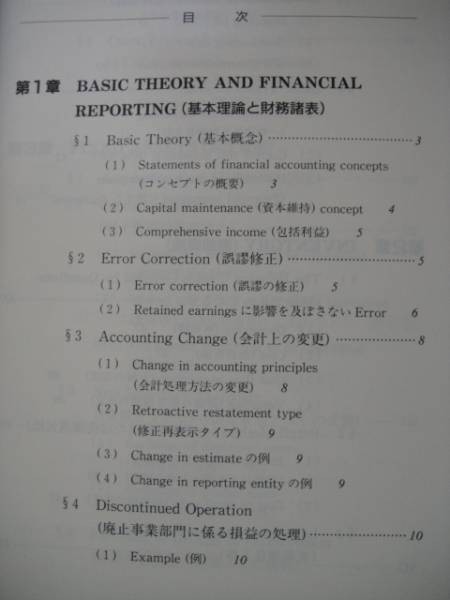 目 次
第1章 BASIC THEORY AND FINANCIAL
REPORTING (基本理論と財務諸表)
§1 Basic Theory (基本概念) ……………………………… 3
(1) Statements of financial accounting concepts
(コンセプトの概要) 3
(2) Capital maintenance (資本維持) concept 4
(3) Comprehensive income (包括利益) 5
§2 Error Correction (誤謬修正) ……………………………… 5
(1) Error correction (誤謬の修正) 5
(2) Retained earnings に影響を及ぼさない Error 6
§3 Accounting Change (会計上の変更) ………………… 8
(1) Change in accounting principles
(会計処理方法の変更) 8
(2) Retroactive restatement type
(修正再表示タイプ) 9
(3) Change in estimate の例 9
(4) Change in reporting entity の例 9
§4 Discontinued Operation
(廃止事業部門に係る損益の処理) …………………… 10
(1) Example (例) 10